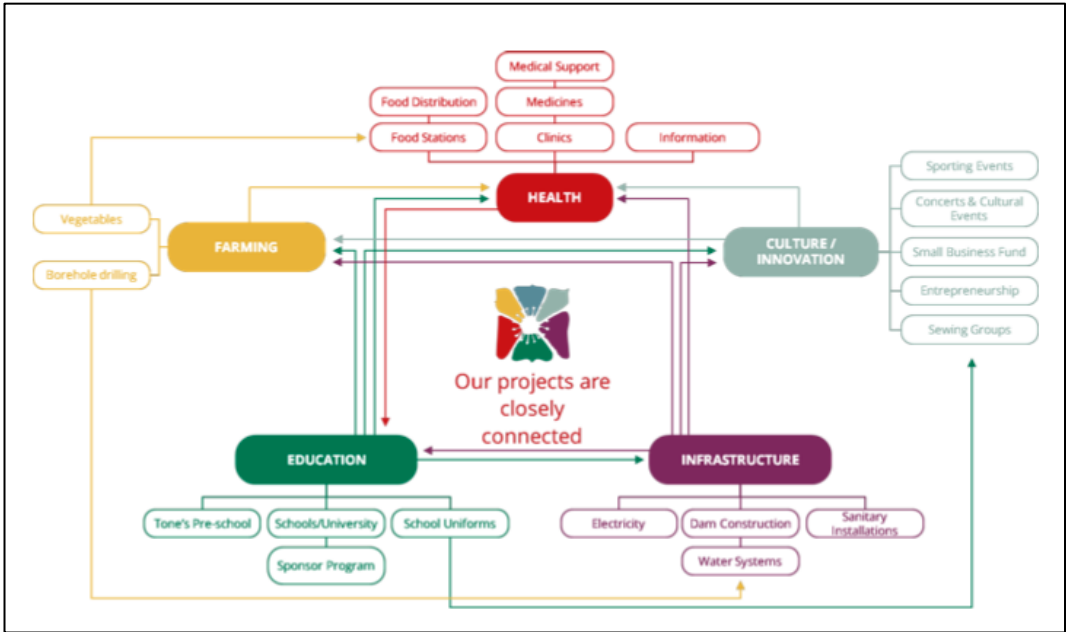 Medical Support
Food Distribution
Medicines
Food Stations
Clinics
Information
HEALTH
Sporting Events
Concerts & Cultural
Events
Small Business Fund
Entrepreneurship
Sewing Groups
Vegetables
FARMING
CULTURE /
INNOVATION
Borehole drilling
Our projects are
closely
connected
EDUCATION
INFRASTRUCTURE
Tone's Pre-school
Schools/University
School Uniforms
Sponsor Program
Electricity
Dam Construction
Sanitary
Installations
Water Systems